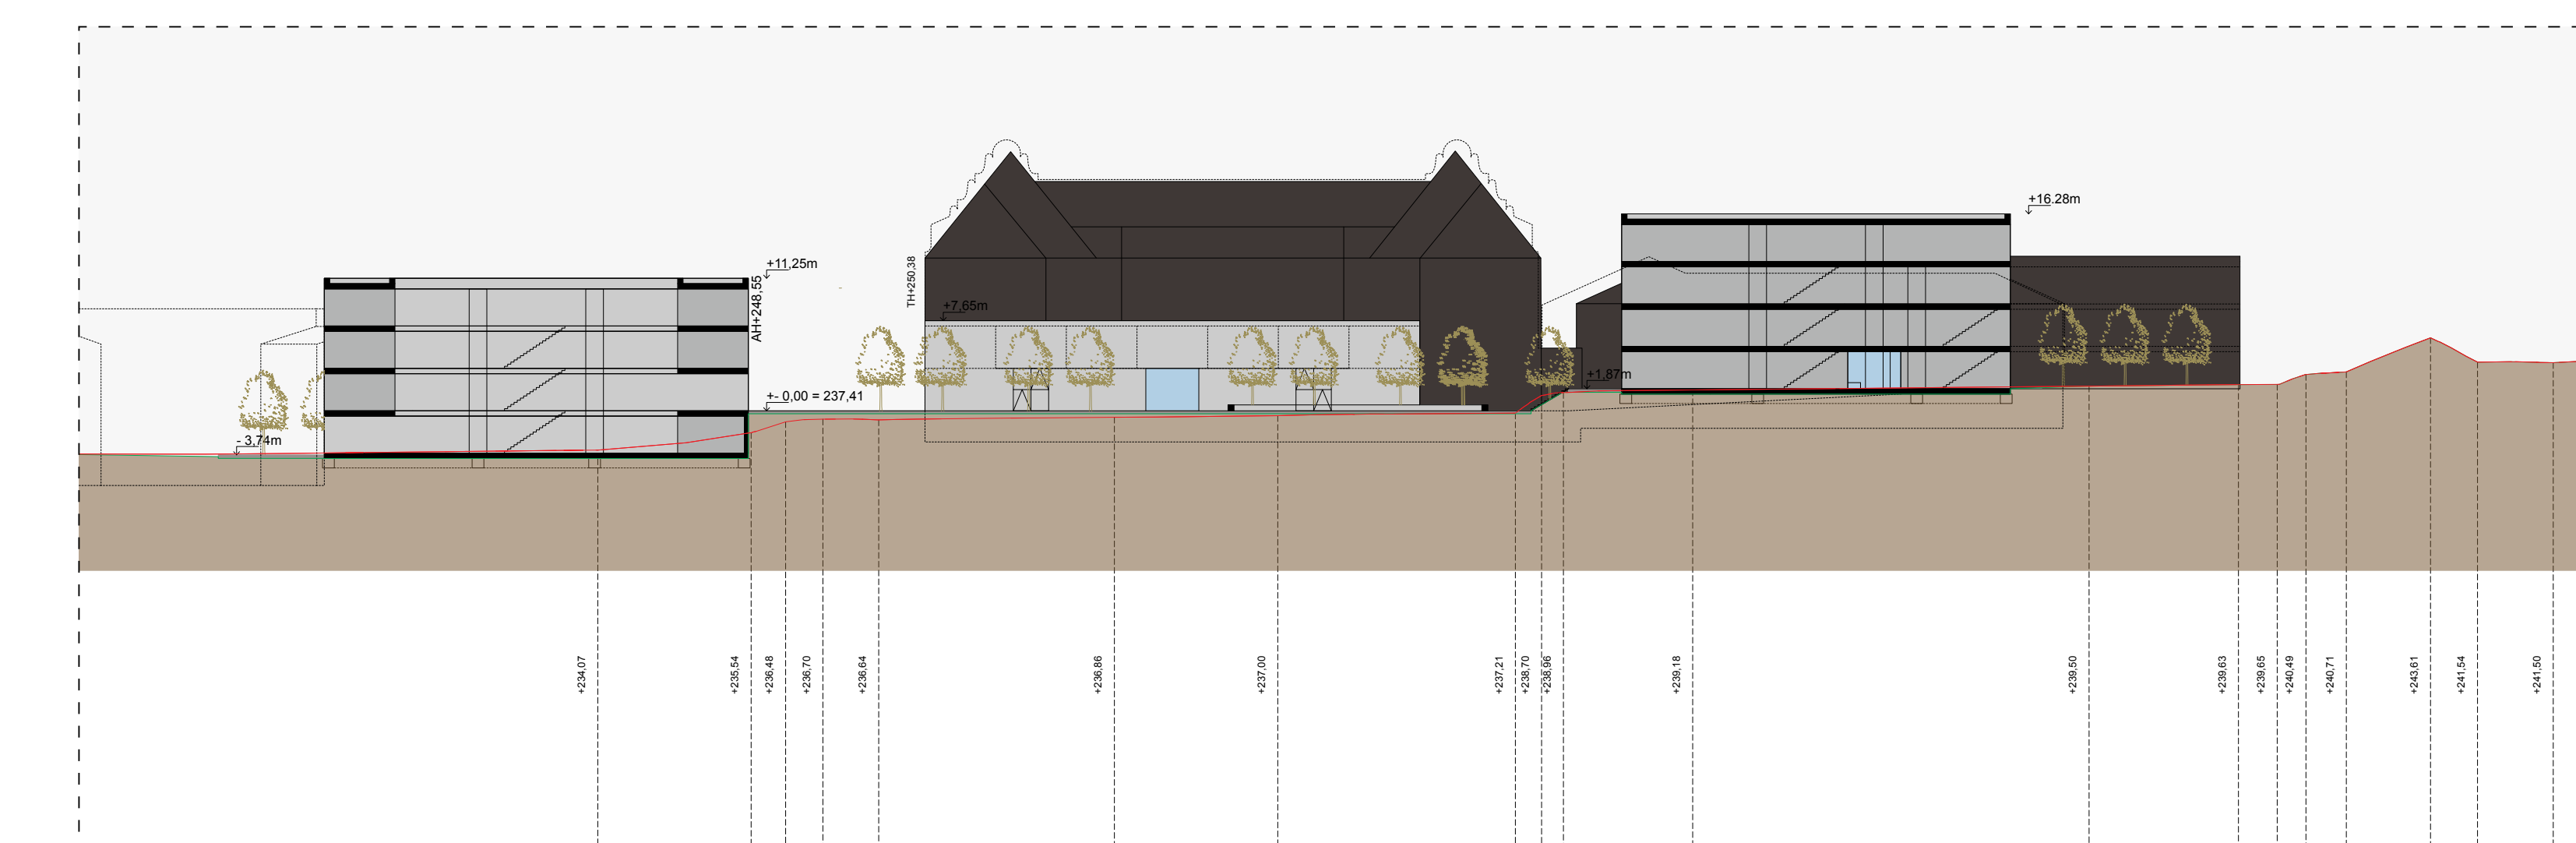 +16.28m
+11,25m
AH+248,55
TH+250,38
+7,65m
+1,87m
+- 0,00 = 237,41
- 3,74m
+234,07
+235,54
+236,48
+236,70
+236,64
+236,86
+237,00
+237,21
+238,70
+238,96
+239,18
+239,50
+239,63
+239,65
+240,49
+240,71
+243,61
+241,54
+241,50